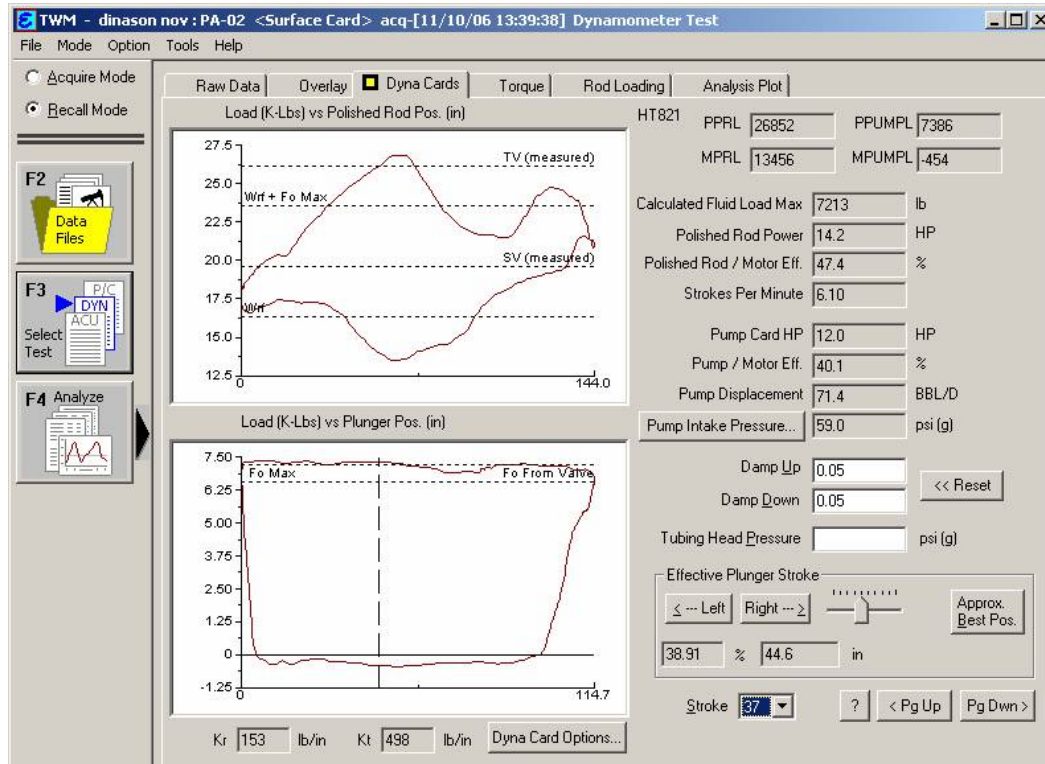 TWM - dinason nov : PA-02 <Surface Card> acq-[11/10/06 13:39:38] Dynamometer Test
File Mode Option Tools Help
Acquire Mode
Recall Mode
F2
Data
Files
F3
P/C
DYN
ACU
Select
Test
F4 Analyze
Raw Data Overlay Dyna Cards Torque Rod Loading Analysis Plot
Load (K-Lbs) vs Polished Rod Pos. (in)
27.5
25.0
22.5
20.0
17.5
15.0
12.5
TV (measured)
Wrf + Fo Max
SV (measured)
Wrf
0 144.0
Load (K-Lbs) vs Plunger Pos. (in)
7.50
6.25
5.00
3.75
2.50
1.25
0
-1.25
Fo Max Fo From Valve
0 114.7
Kr 153 lb/in Kt 498 lb/in Dyna Card Options...
HT821 PPRL 26852 PPUMPL 7386
MPRL 13456 MPUMPL -454
Calculated Fluid Load Max 7213 lb
Polished Rod Power 14.2 HP
Polished Rod / Motor Eff. 47.4 %
Strokes Per Minute 6.10
Pump Card HP 12.0 HP
Pump / Motor Eff. 40.1 %
Pump Displacement 71.4 BBL/D
Pump Intake Pressure... 59.0 psi (g)
Damp Up 0.05
Damp Down 0.05
<< Reset
Tubing Head Pressure psi (g)
Effective Plunger Stroke
< --- Left Right --- >
Approx.
Best Pos.
38.91 % 44.6 in
Stroke 37 ? < Pg Up Pg Dwn >